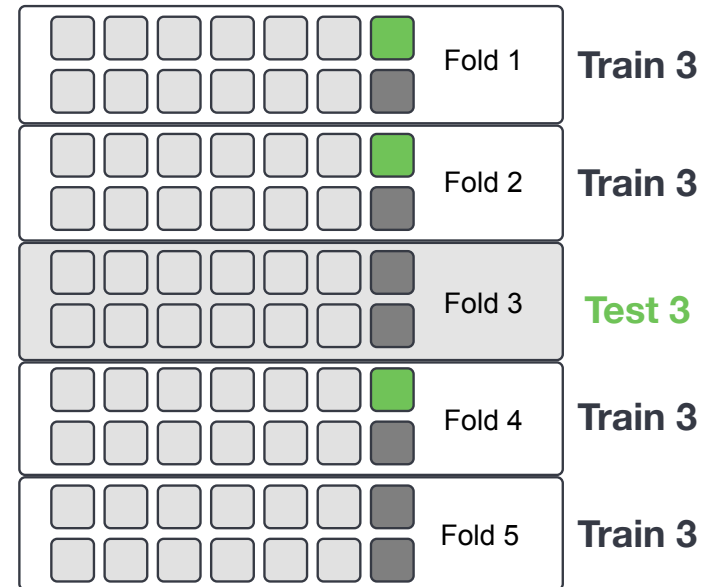 Fold 1 Train 3
Fold 2 Train 3
Fold 3 Test 3
Fold 4 Train 3
Fold 5 Train 3